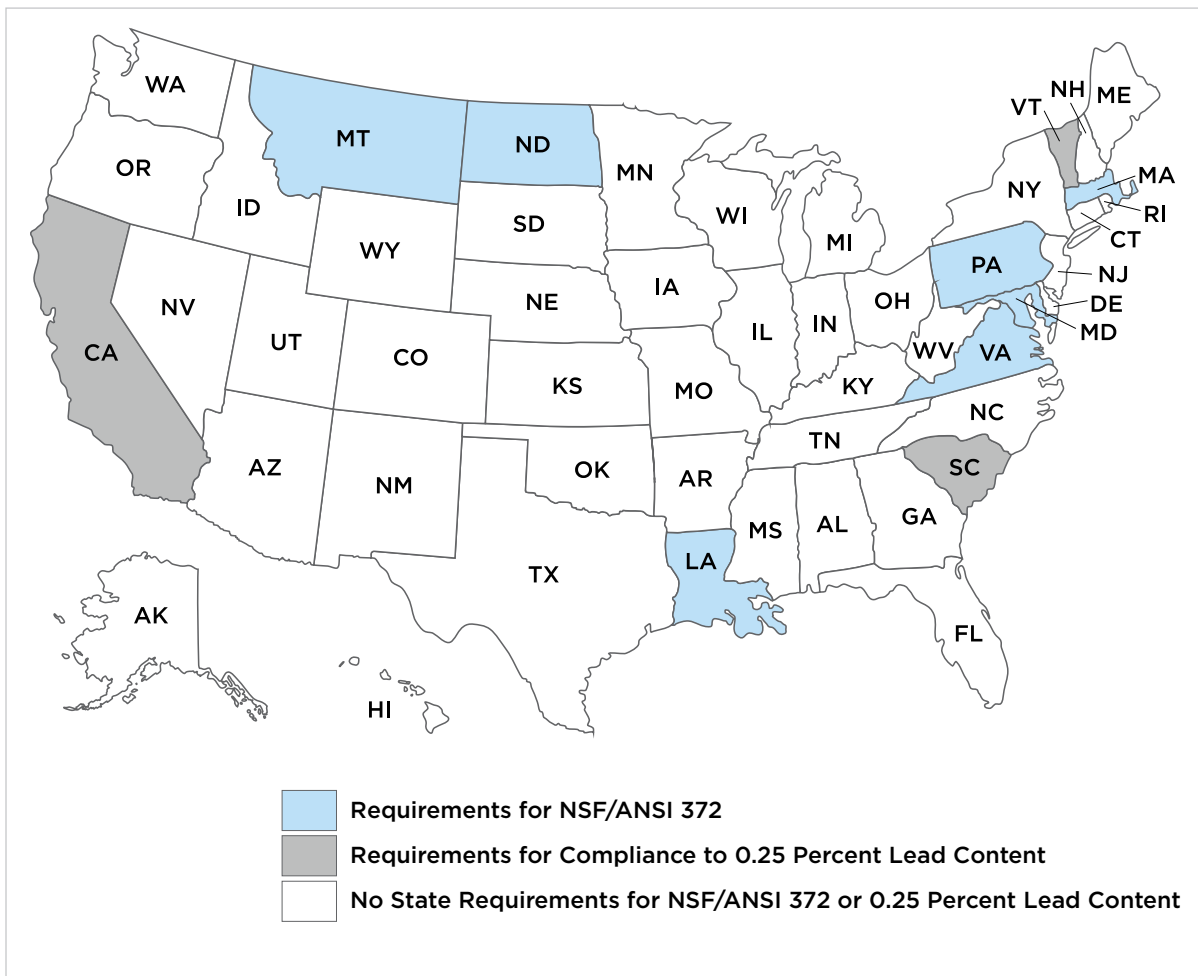 WA
MT
ND
MN
VT
NH
ME
OR
ID
SD
WI
MI
NY
MA
RI
CT
WY
NE
IA
PA
NJ
DE
MD
NV
UT
CO
IL
IN
OH
WV
VA
CA
KS
MO
KY
NC
AZ
NM
OK
AR
TN
SC
TX
LA
MS
AL
GA
FL
AK
HI
Requirements for NSF/ANSI 372
Requirements for Compliance to 0.25 Percent Lead Content
No State Requirements for NSF/ANSI 372 or 0.25 Percent Lead Content